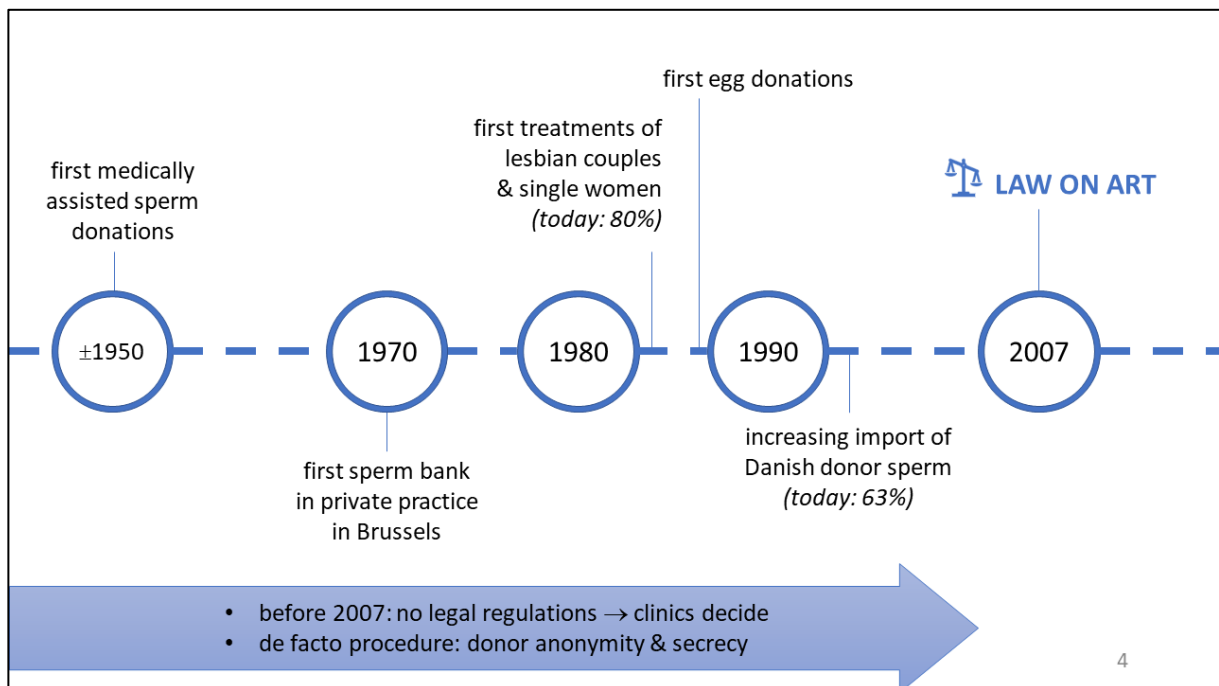 first medically
assisted sperm
donations
±1950
1970
first sperm bank
in private practice
in Brussels
1980
first treatments of
lesbian couples
& single women
(today: 80%)
first egg donations
1990
increasing import of
Danish donor sperm
(today: 63%)
LAW ON ART
2007
• before 2007: no legal regulations → clinics decide
• de facto procedure: donor anonymity & secrecy
4